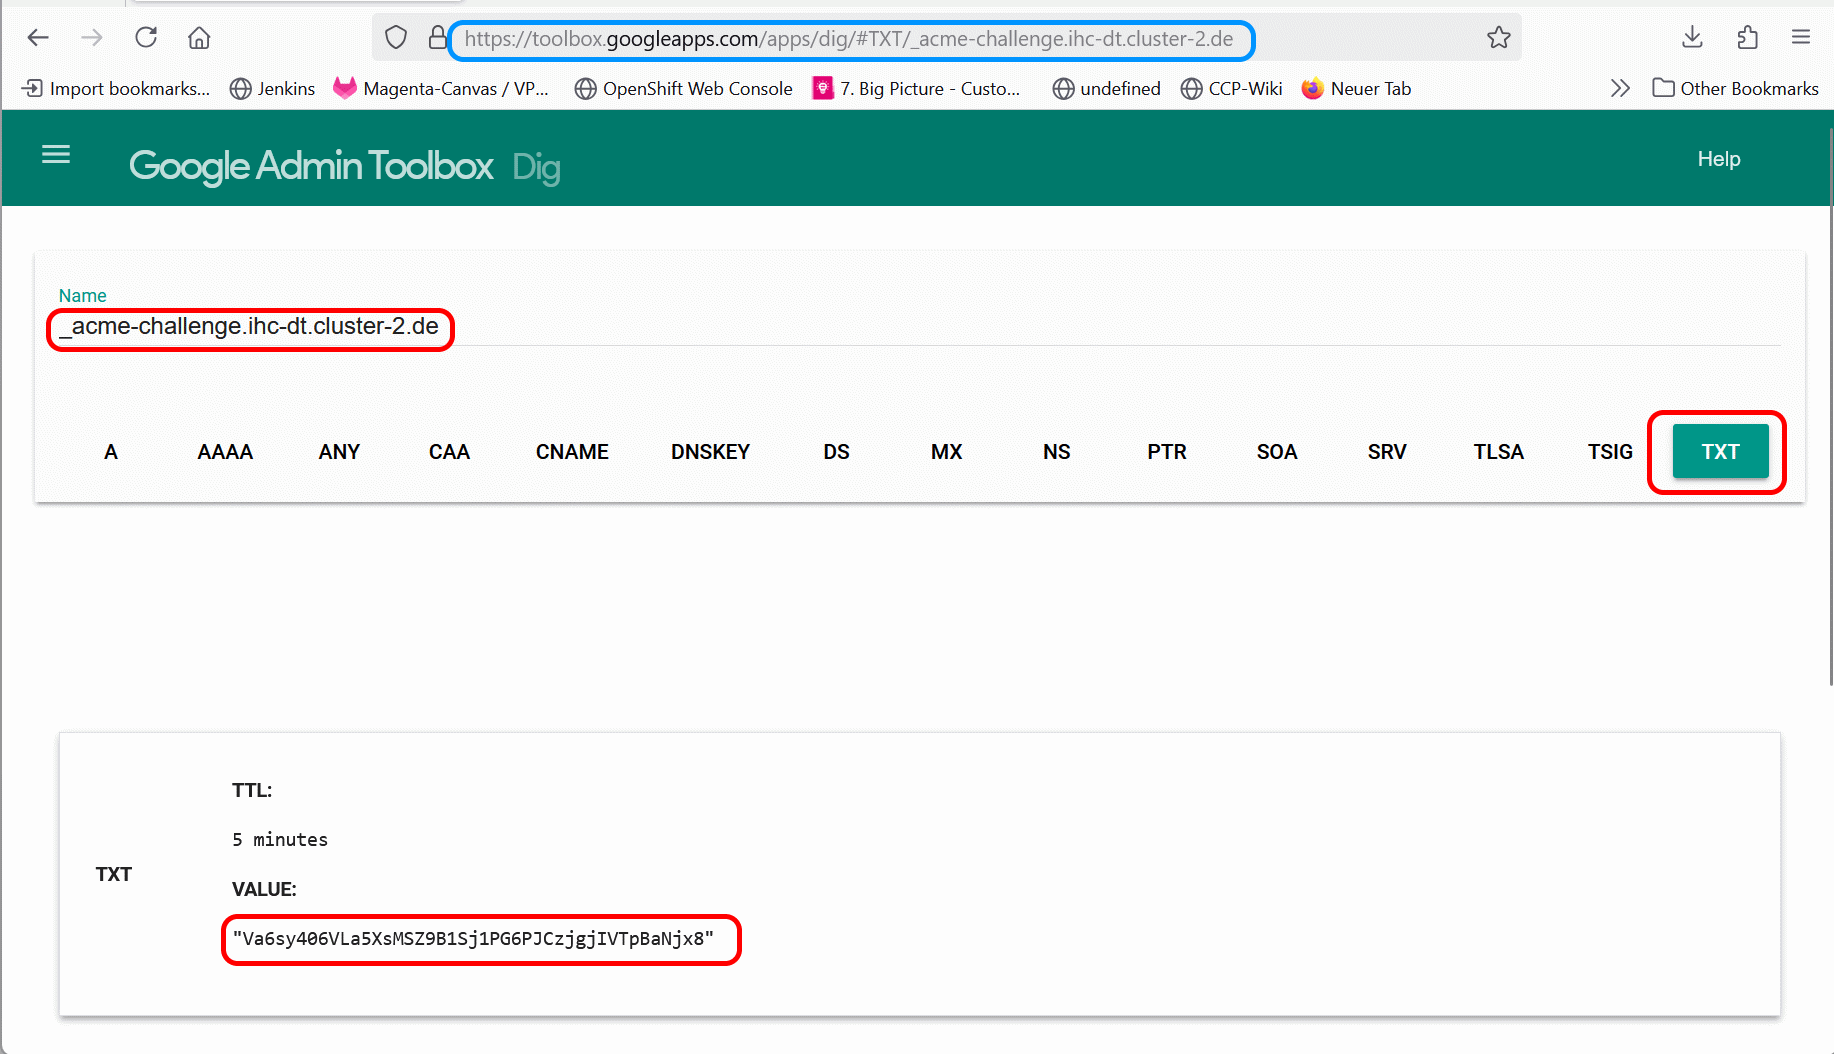 https://toolbox.googleapps.com/apps/dig/#TXT/_acme-challenge.ihc-dt.cluster-2.de
Import bookmarks... Jenkins Magenta-Canvas / VP... OpenShift Web Console 7. Big Picture - Custo... undefined CCP-Wiki Neuer Tab Other Bookmarks
Google Admin Toolbox Dig Help
Name
_acme-challenge.ihc-dt.cluster-2.de
A AAAA ANY CAA CNAME DNSKEY DS MX NS PTR SOA SRV TLSA TSIG TXT
TTL:
5 minutes
TXT
VALUE:
"Va6sy406VLa5XsMSZ9B1Sj1PG6PJCzjgjIVTpBaNjx8"